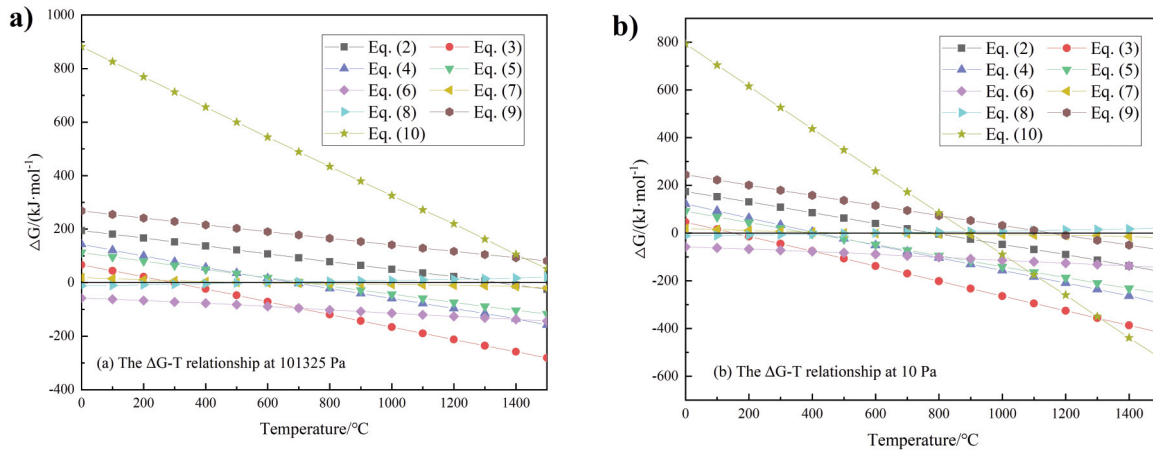 a)
1000
800
600
400
200
0
-200
-400
ΔG/(kJ·mol⁻¹)
Eq. (2) Eq. (3)
Eq. (4) Eq. (5)
Eq. (6) Eq. (7)
Eq. (8) Eq. (9)
Eq. (10)
(a) The ΔG-T relationship at 101325 Pa
0 200 400 600 800 1000 1200 1400
Temperature/°C
b)
800
600
400
200
0
-200
-400
-600
ΔG/(kJ·mol⁻¹)
Eq. (2) Eq. (3)
Eq. (4) Eq. (5)
Eq. (6) Eq. (7)
Eq. (8) Eq. (9)
Eq. (10)
(b) The ΔG-T relationship at 10 Pa
0 200 400 600 800 1000 1200 1400
Temperature/°C